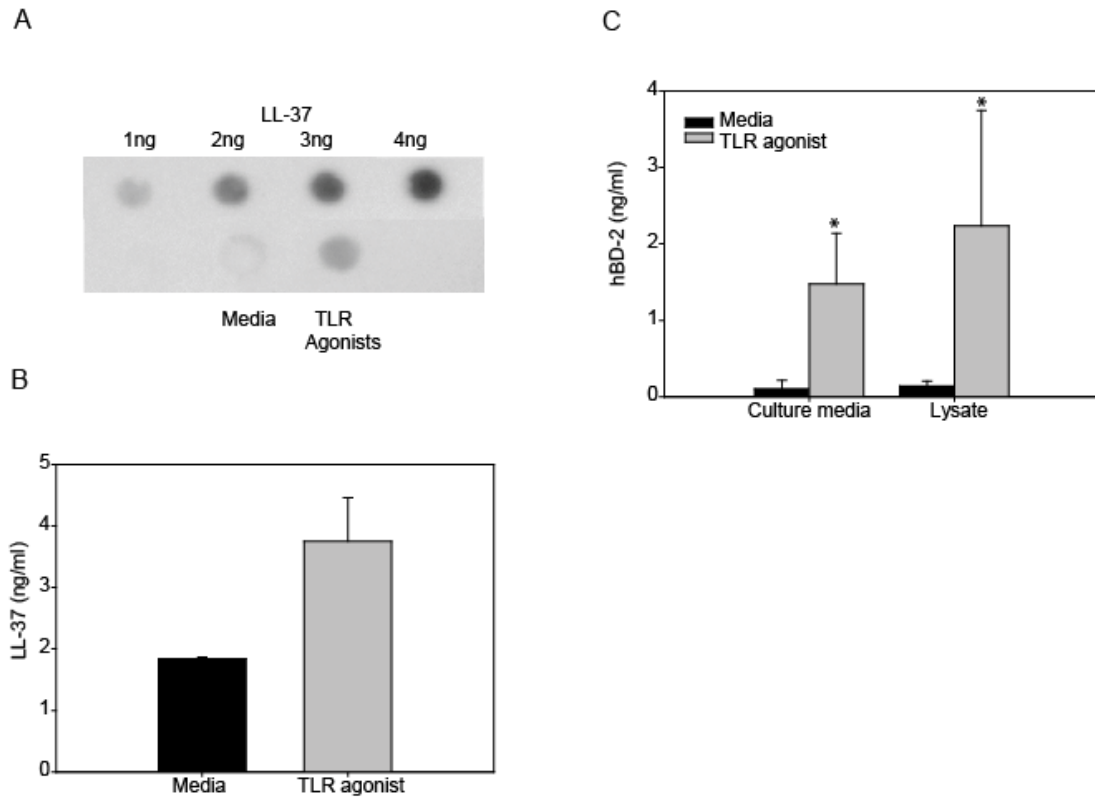 A
LL-37
1ng 2ng 3ng 4ng
Media TLR
Agonists
B
5
4
3
2
1
0
LL-37 (ng/ml)
Media TLR agonist
C
4
3
2
1
0
hBD-2 (ng/ml)
Media
TLR agonist
*
*
Culture media Lysate